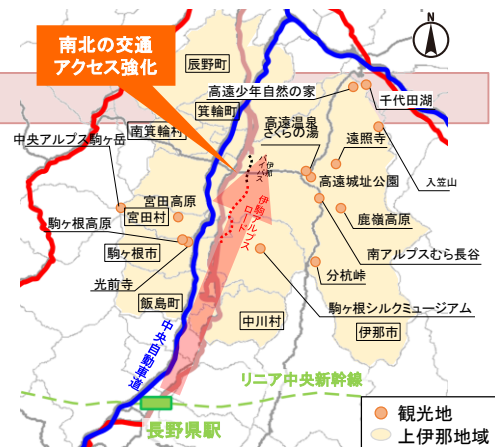 南北の交通
アクセス強化
N
辰野町
高遠少年自然の家
千代田湖
箕輪町
南箕輪村
高遠温泉
さくらの湯
遠照寺
中央アルプス駒ヶ岳
伊那
バイパス
高遠城址公園
入笠山
宮田高原
宮田村
伊駒アルプス
ロード
鹿嶺高原
駒ヶ根高原
駒ヶ根市
南アルプスむら長谷
光前寺
分杭峠
飯島町
駒ヶ根シルクミュージアム
中川村
伊那市
中央自動車道
リニア中央新幹線
長野県駅
観光地
上伊那地域